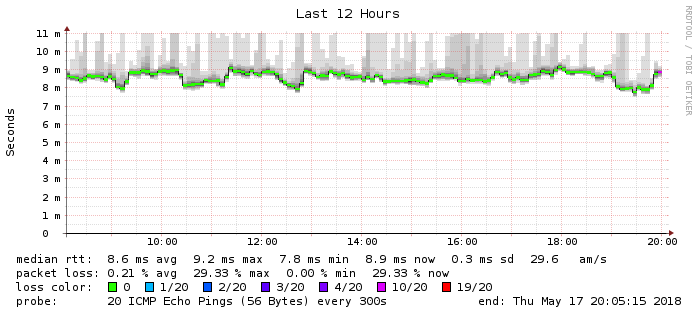 Last 12 Hours
RRDTOOL / TOBI OETIKER
Seconds
11 m
10 m
9 m
8 m
7 m
6 m
5 m
4 m
3 m
2 m
1 m
0
10:00 12:00 14:00 16:00 18:00 20:00
median rtt: 8.6 ms avg 9.2 ms max 7.8 ms min 8.9 ms now 0.3 ms sd 29.6 am/s
packet loss: 0.21 % avg 29.33 % max 0.00 % min 29.33 % now
loss color: 0 1/20 2/20 3/20 4/20 10/20 19/20
probe: 20 ICMP Echo Pings (56 Bytes) every 300s end: Thu May 17 20:05:15 2018